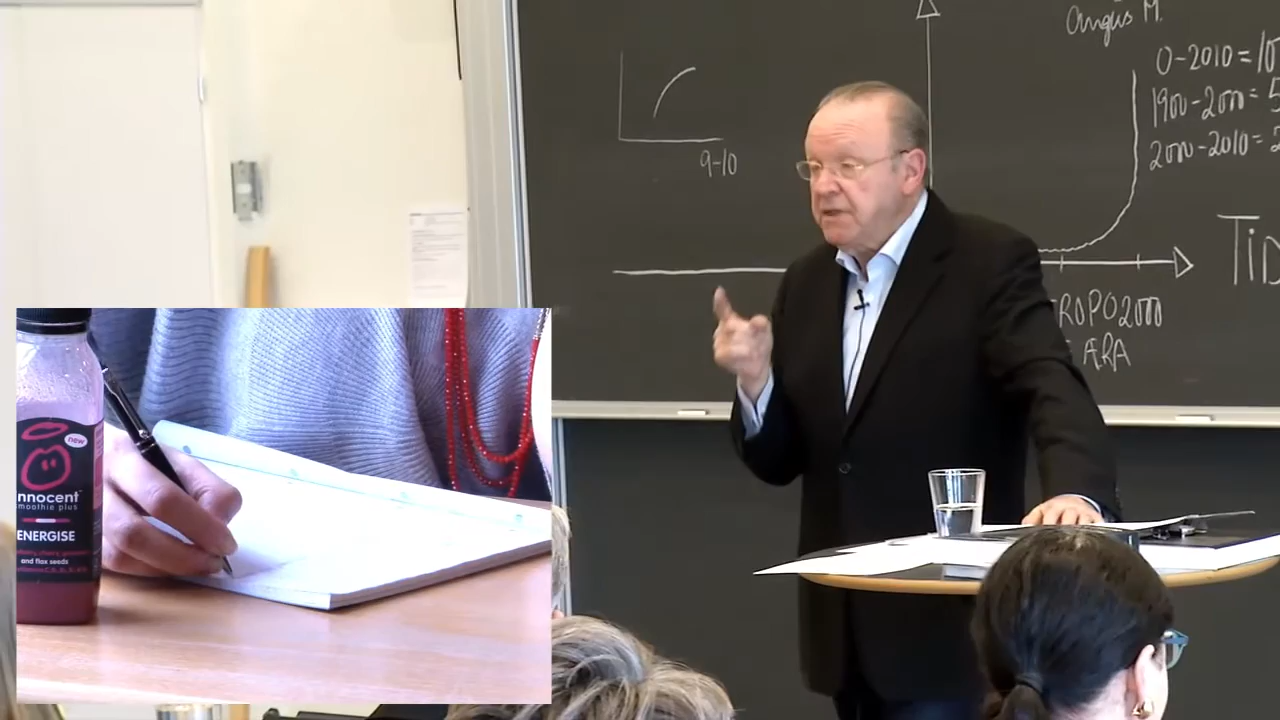 Angus M.
0-2010 = 10
1900-2000 = 5
2000-2010 = 2
9-10
TiD
ROPO2000
ÆRA
new
nnocent
smoothie plus
ENERGISE
and flax seeds